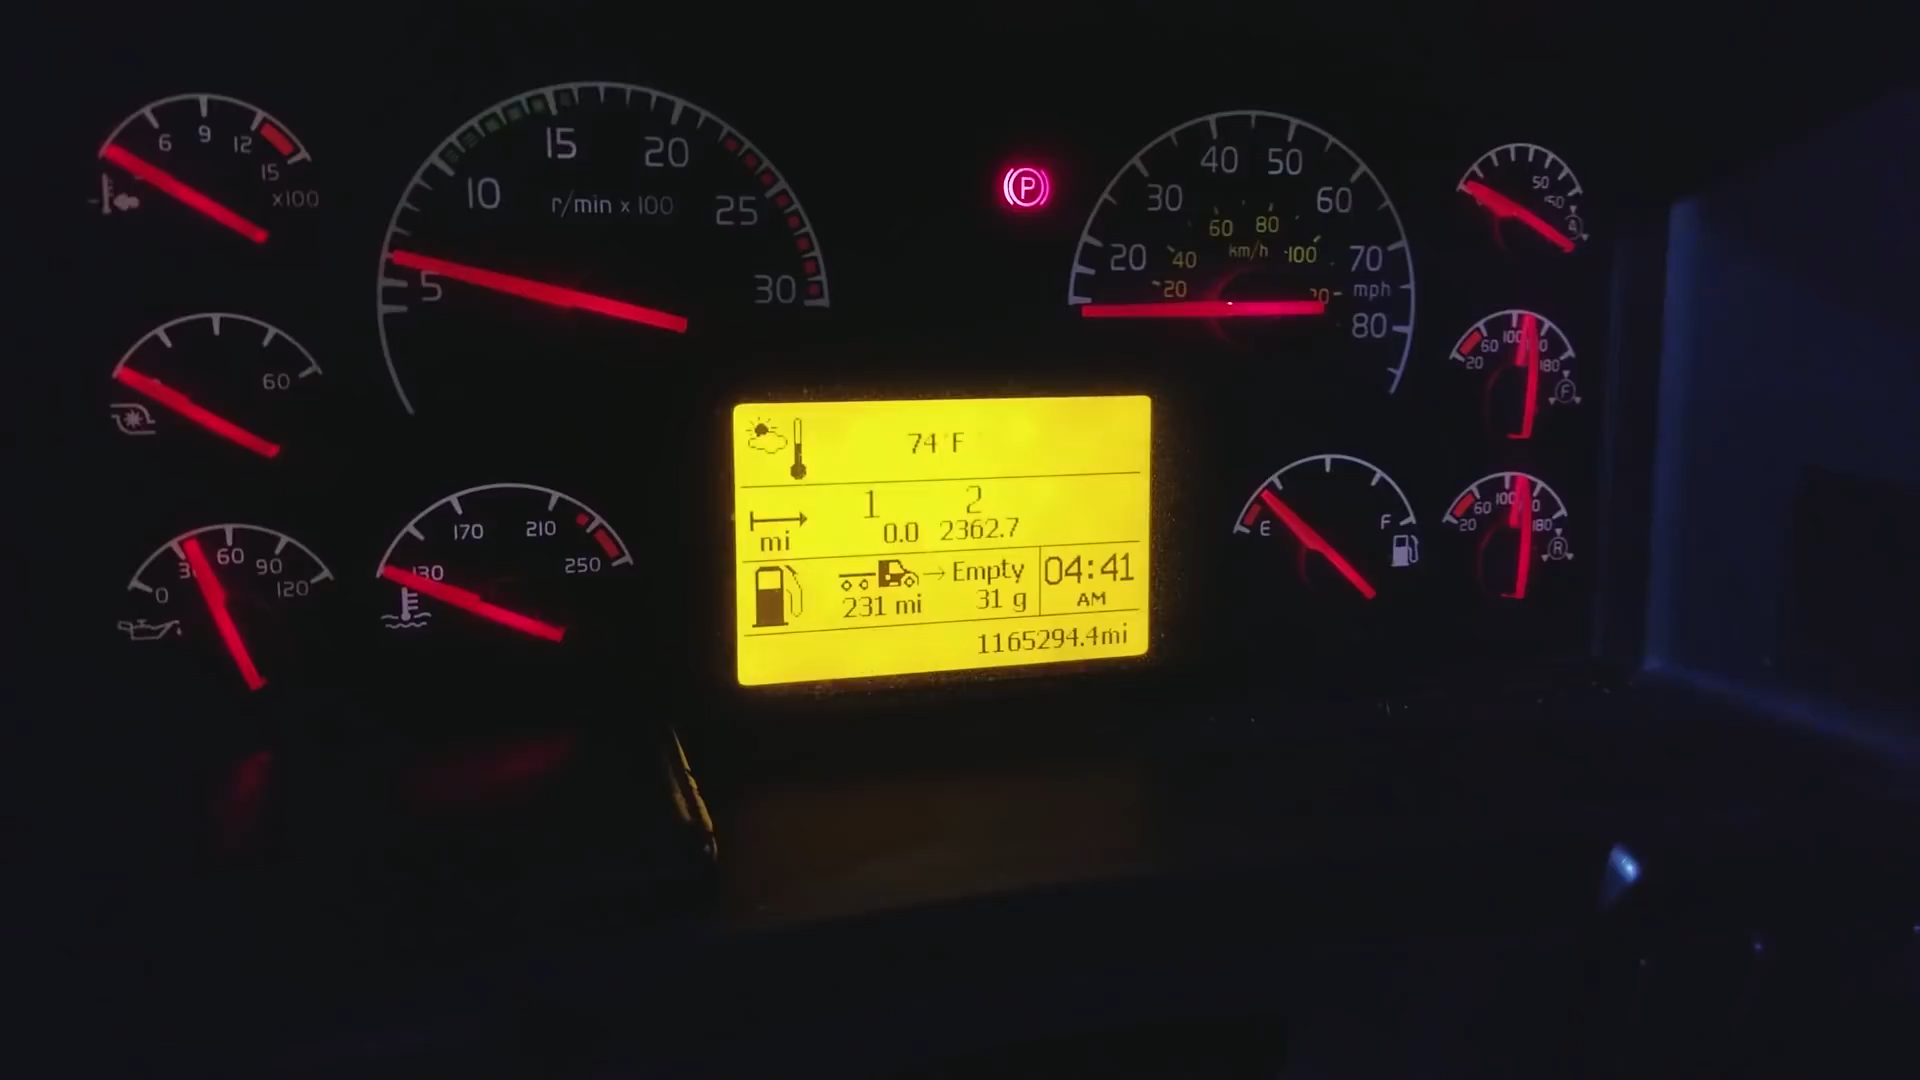 6 9 12 15
x100
5 10 15 20 25 30
r/min x 100
P
20 30 40 50 60 70 80
mph
20 40 60 80 100
km/h
50
A
60
20 60 100 180
F
0 60 90 120
130 170 210 250
74°F
1 2
mi 0.0 2362.7
Empty 04:41
231 mi 31 g AM
1165294.4mi
E F
20 60 100 180
R